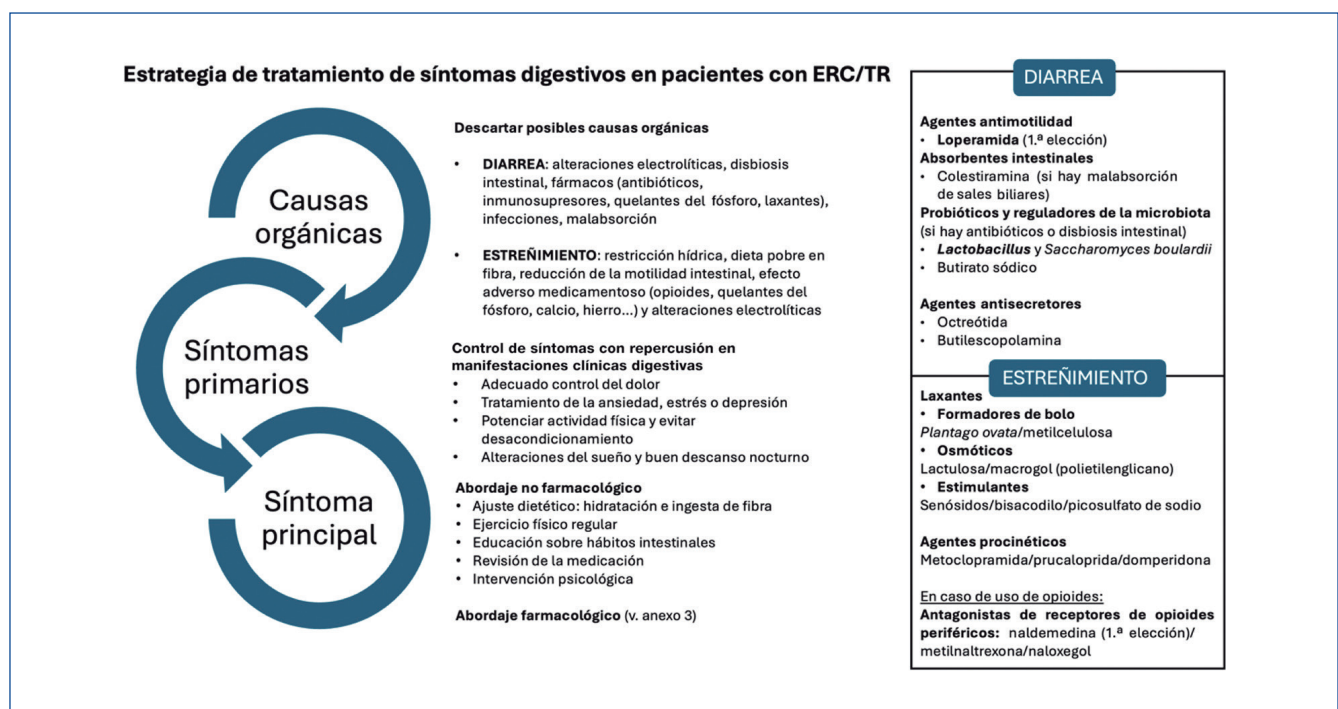 Estrategia de tratamiento de síntomas digestivos en pacientes con ERC/TR
Causas
orgánicas
Descartar posibles causas orgánicas
• DIARREA: alteraciones electrolíticas, disbiosis
intestinal, fármacos (antibióticos,
inmunosupresores, quelantes del fósforo, laxantes),
infecciones, malabsorción
• ESTREÑIMIENTO: restricción hídrica, dieta pobre en
fibra, reducción de la motilidad intestinal, efecto
adverso medicamentoso (opioides, quelantes del
fósforo, calcio, hierro...) y alteraciones electrolíticas
Síntomas
primarios
Control de síntomas con repercusión en
manifestaciones clínicas digestivas
• Adecuado control del dolor
• Tratamiento de la ansiedad, estrés o depresión
• Potenciar actividad física y evitar
desacondicionamiento
• Alteraciones del sueño y buen descanso nocturno
Síntoma
principal
Abordaje no farmacológico
• Ajuste dietético: hidratación e ingesta de fibra
• Ejercicio físico regular
• Educación sobre hábitos intestinales
• Revisión de la medicación
• Intervención psicológica
Abordaje farmacológico (v. anexo 3)
DIARREA
Agentes antimotilidad
• Loperamida (1.ª elección)
Absorbentes intestinales
• Colestiramina (si hay malabsorción
de sales biliares)
Probióticos y reguladores de la microbiota
(si hay antibióticos o disbiosis intestinal)
• Lactobacillus y Saccharomyces boulardii
• Butirato sódico
Agentes antisecretores
• Octreótida
• Butilescopolamina
ESTREÑIMIENTO
Laxantes
• Formadores de bolo
Plantago ovata/metilcelulosa
• Osmóticos
Lactulosa/macrogol (polietilenglicano)
• Estimulantes
Senósidos/bisacodilo/picosulfato de sodio
Agentes procinéticos
Metoclopramida/prucaloprida/domperidona
En caso de uso de opioides:
Antagonistas de receptores de opioides
periféricos: naldemedina (1.ª elección)/
metilnaltrexona/naloxegol